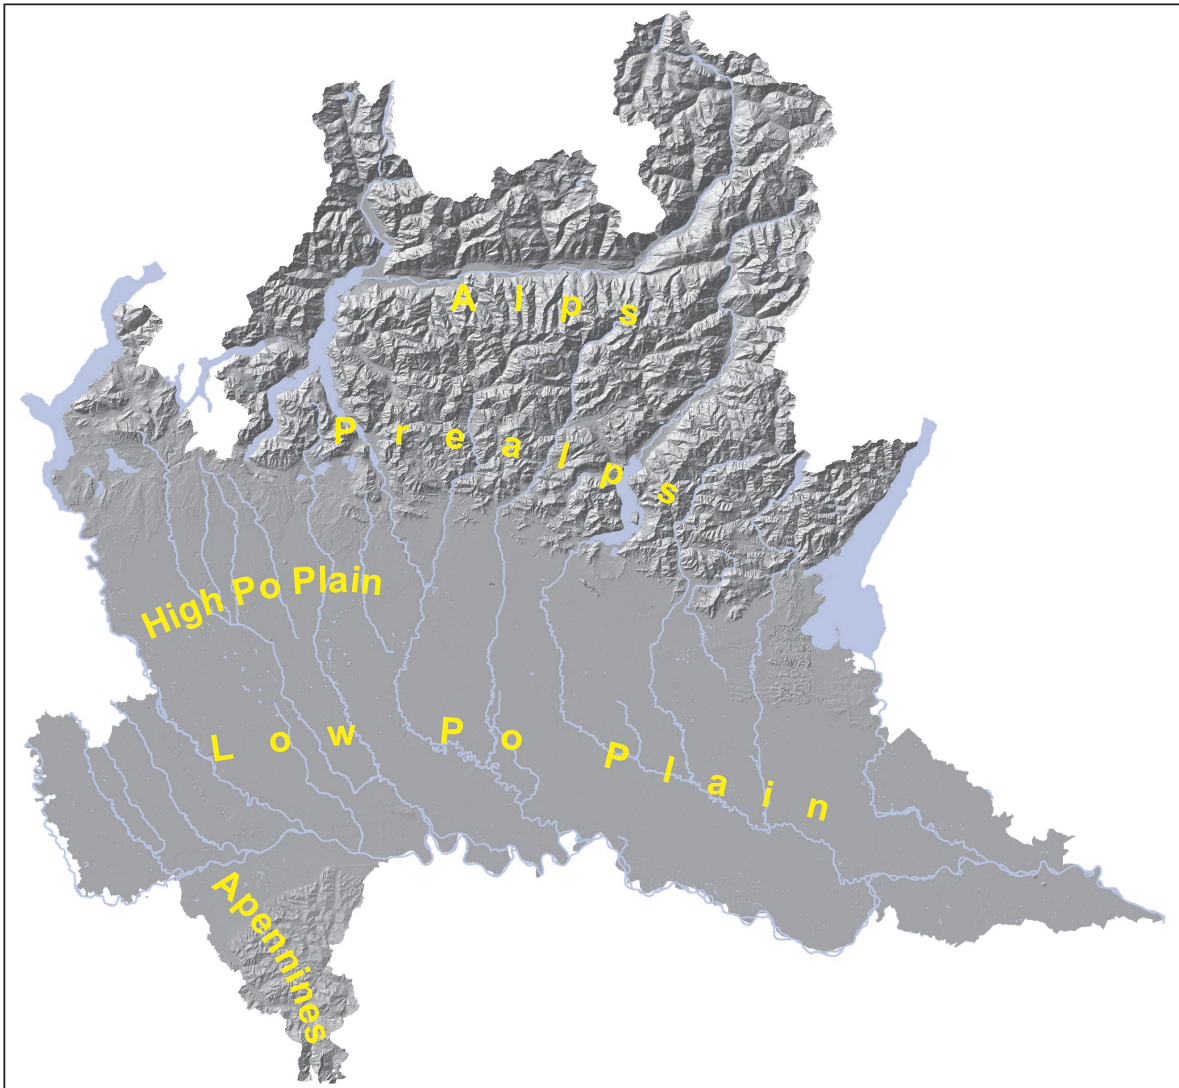 Alps
Prealps
High Po Plain
Low Po Plain
Apennines